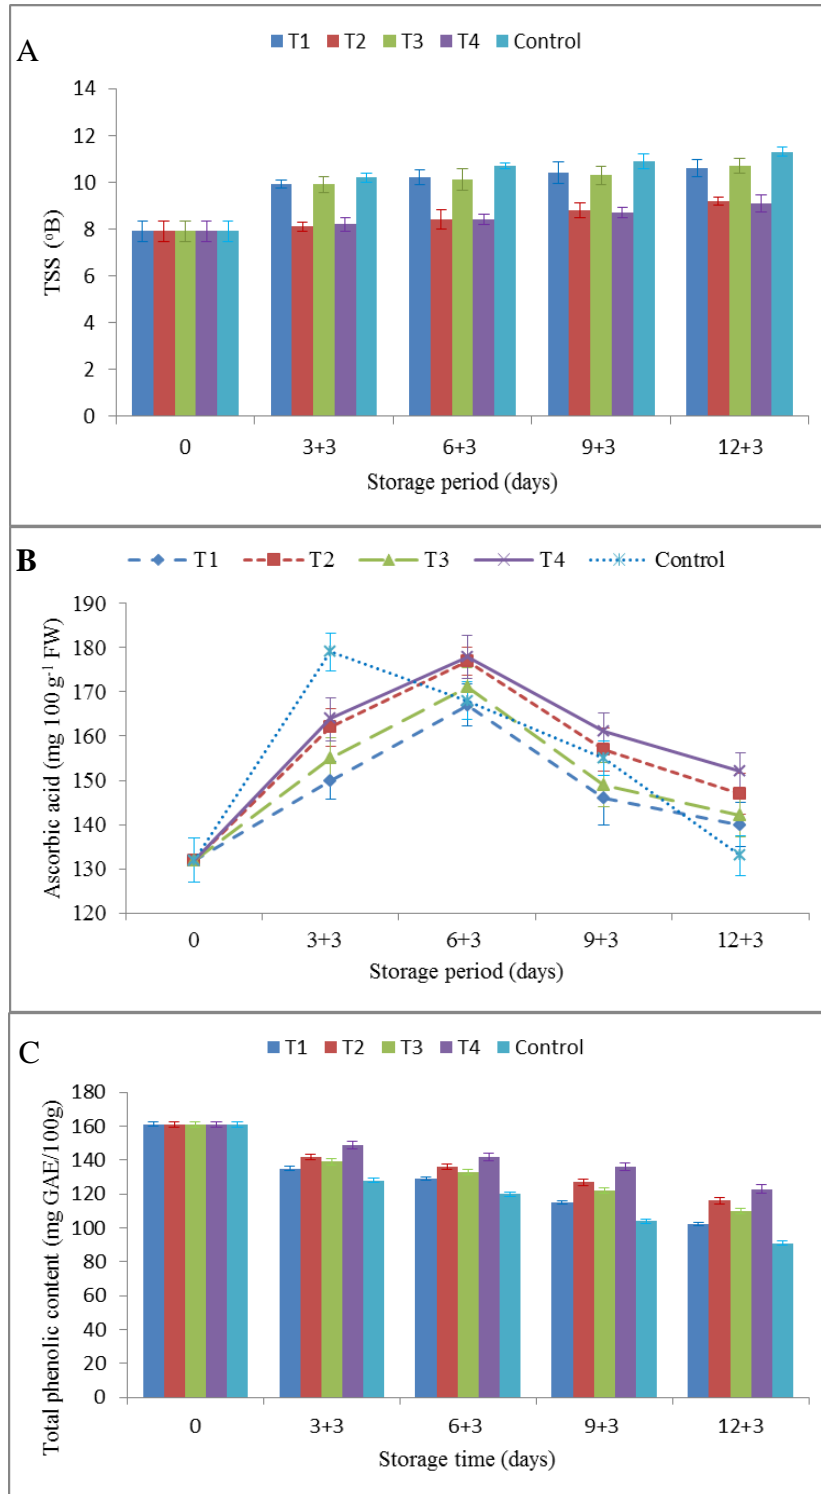 A
T1 T2 T3 T4 Control
14
12
10
8
6
4
2
0
TSS (°B)
0 3+3 6+3 9+3 12+3
Storage period (days)
B
T1 T2 T3 T4 Control
190
180
170
160
150
140
130
120
Ascorbic acid (mg 100 g⁻¹ FW)
0 3+3 6+3 9+3 12+3
Storage period (days)
C
T1 T2 T3 T4 Control
180
160
140
120
100
80
60
40
20
0
Total phenolic content (mg GAE/100g)
0 3+3 6+3 9+3 12+3
Storage time (days)